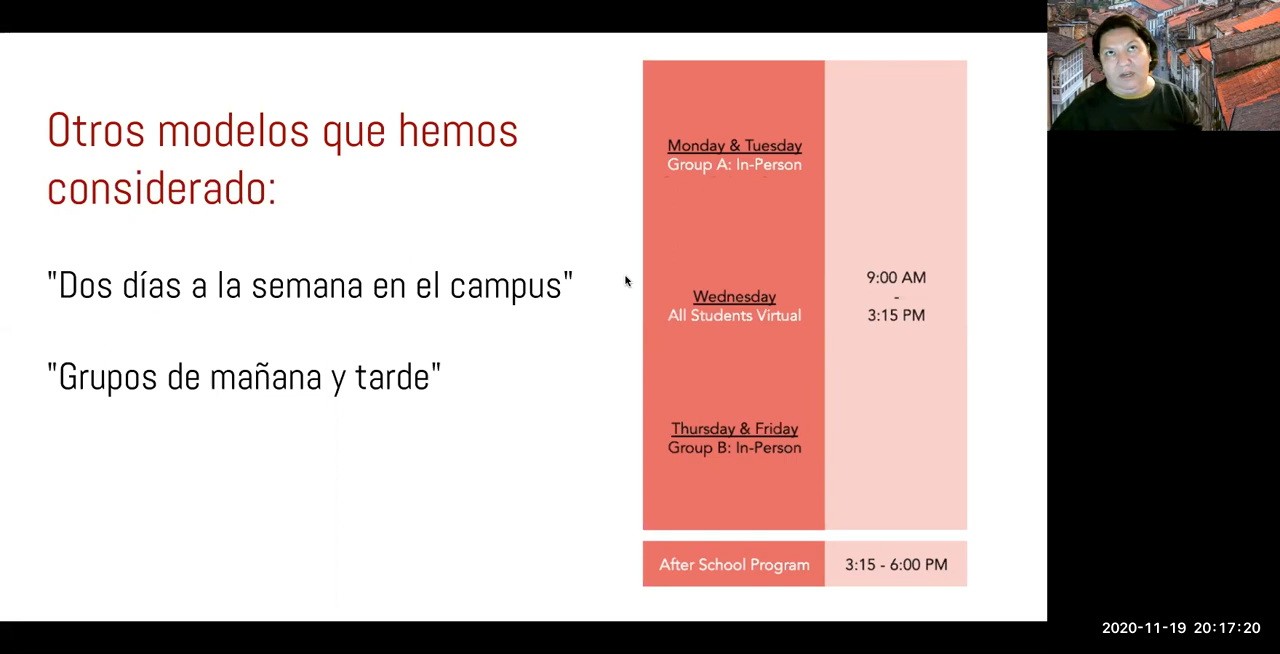 Otros modelos que hemos
considerado:
"Dos días a la semana en el campus"
"Grupos de mañana y tarde"
Monday & Tuesday
Group A: In-Person
Wednesday
All Students Virtual
Thursday & Friday
Group B: In-Person
9:00 AM
-
3:15 PM
After School Program
3:15 - 6:00 PM
2020-11-19 20:17:20